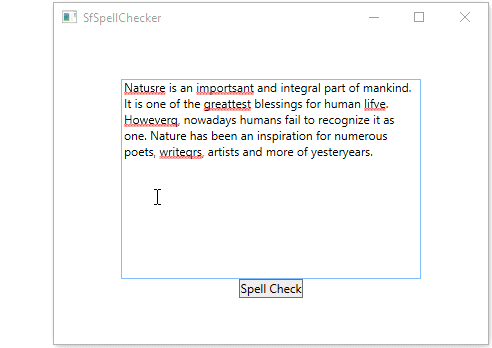 SfSpellChecker
Natusre is an importsant and integral part of mankind.
It is one of the greattest blessings for human lifve.
Howeverq, nowadays humans fail to recognize it as
one. Nature has been an inspiration for numerous
poets, writeqrs, artists and more of yesteryears.
Spell Check